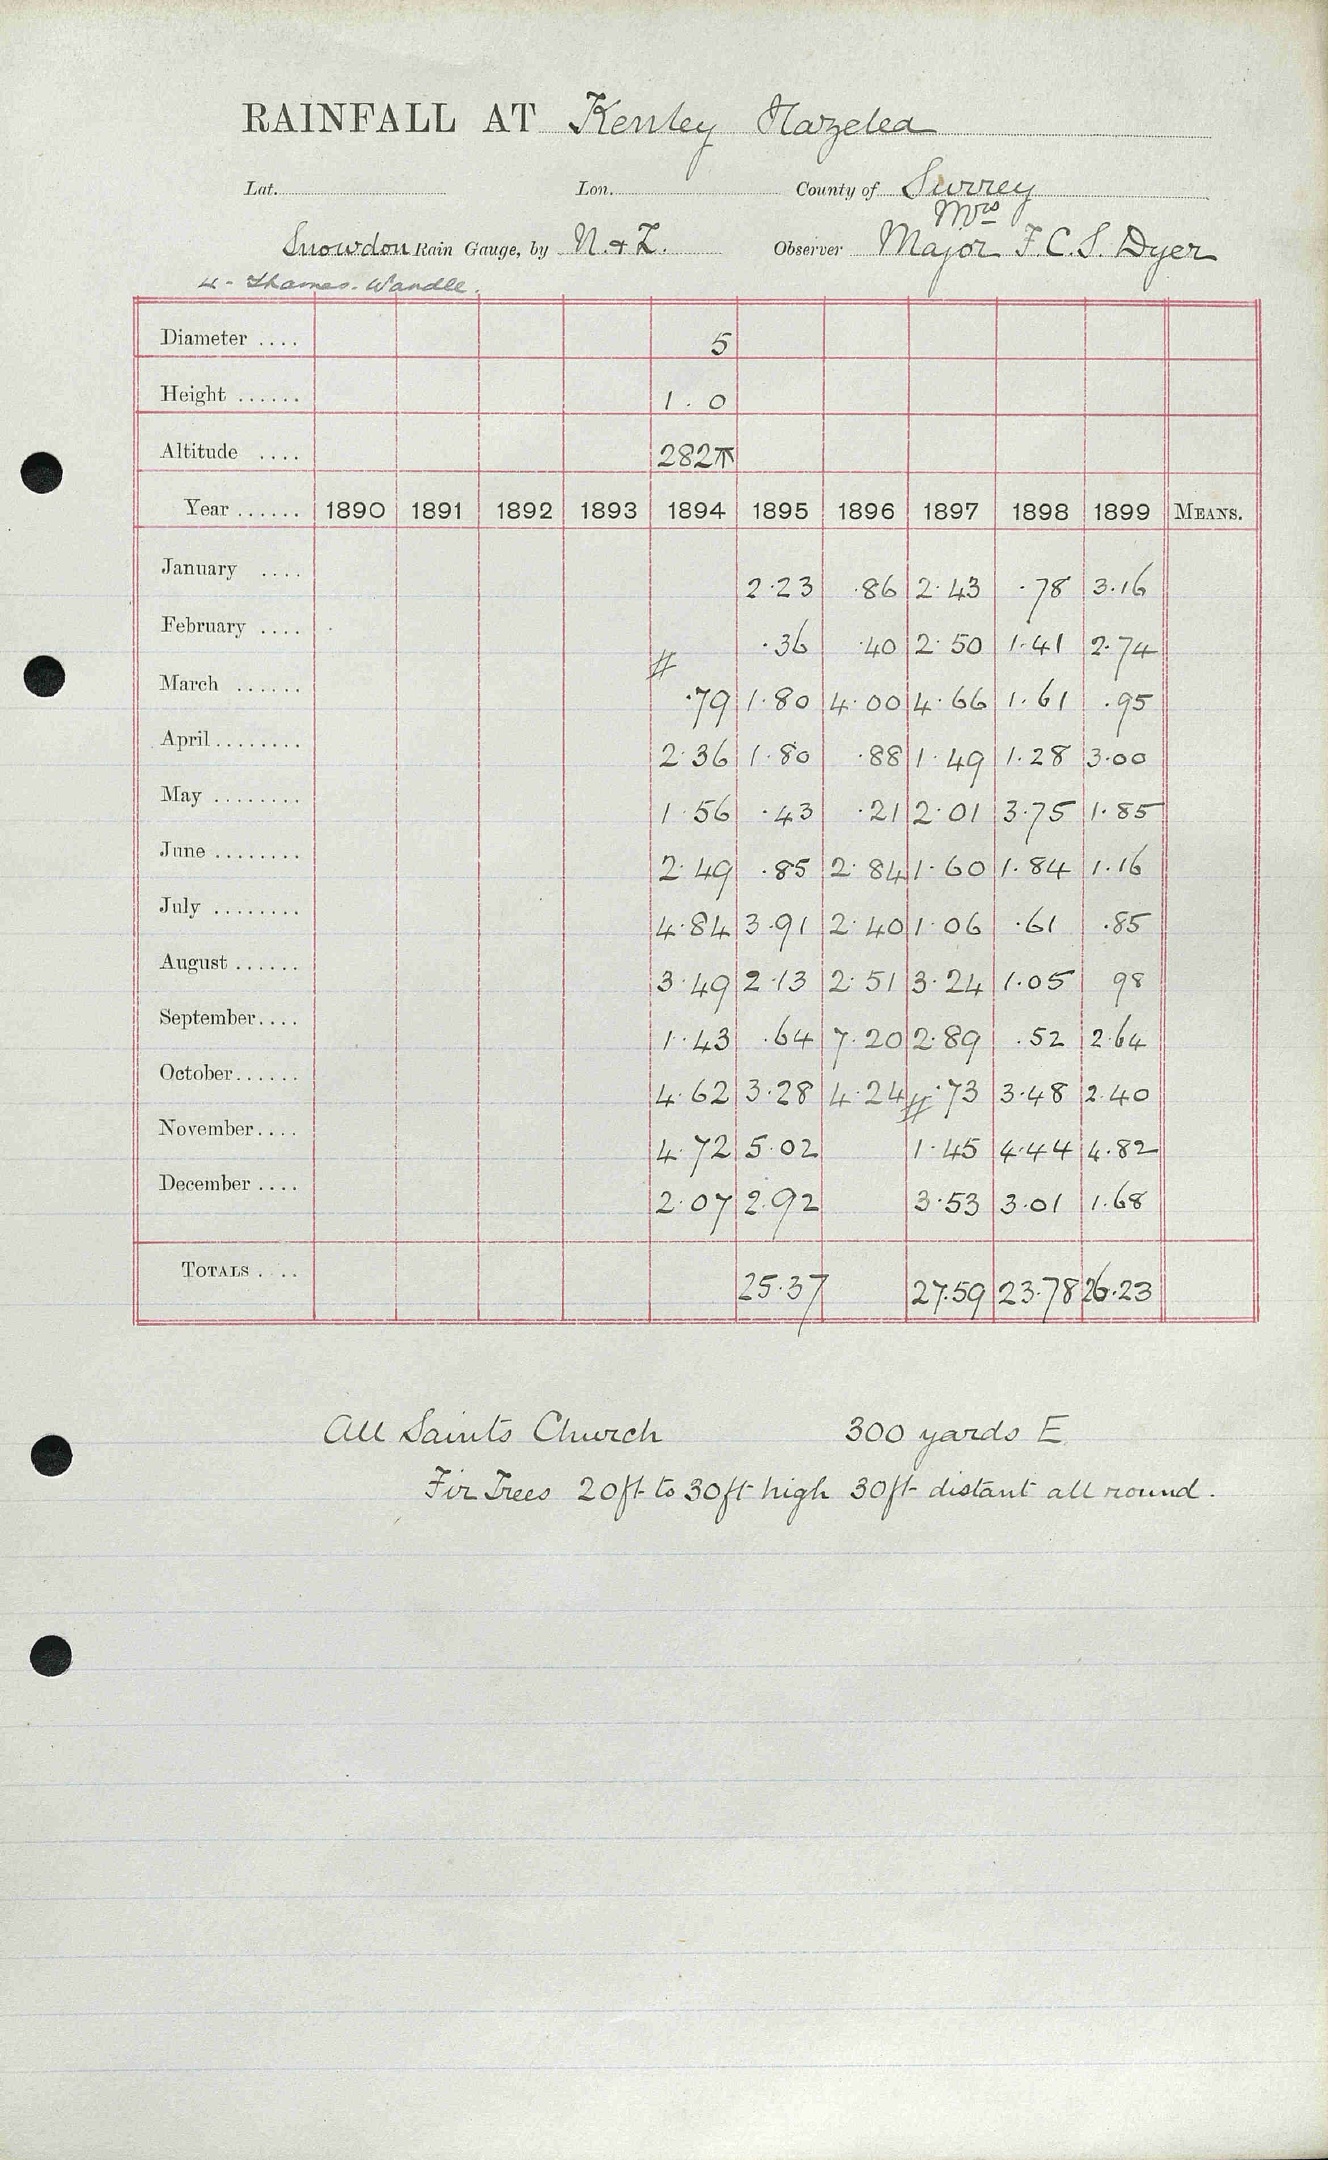 RAINFALL AT Kenley Hazelea
Lat. Lon. County of Surrey
Mrs
Snowdon Rain Gauge, by N & Z. Observer Major F.C.S. Dyer
4 - Thames. Wandle.
Diameter .... 5
Height ...... 1.0
Altitude .... 282
Year ...... 1890 1891 1892 1893 1894 1895 1896 1897 1898 1899 MEANS.
January .... 2.23 .86 2.43 .78 3.16
February .... .36 .40 2.50 1.41 2.74
March ...... # .79 1.80 4.00 4.66 1.61 .95
April........ 2.36 1.80 .88 1.49 1.28 3.00
May ........ 1.56 .43 .21 2.01 3.75 1.85
June ........ 2.49 .85 2.84 1.60 1.84 1.16
July ........ 4.84 3.91 2.40 1.06 .61 .85
August ...... 3.49 2.13 2.51 3.24 1.05 98
September.... 1.43 .64 7.20 2.89 .52 2.64
October...... 4.62 3.28 4.24 # .73 3.48 2.40
November.... 4.72 5.02 1.45 4.44 4.82
December .... 2.07 2.92 3.53 3.01 1.68
TOTALS .... 25.37 27.59 23.78 26.23
All Saints Church 300 yards E
Fir Trees 20ft to 30ft high 30ft distant all round.